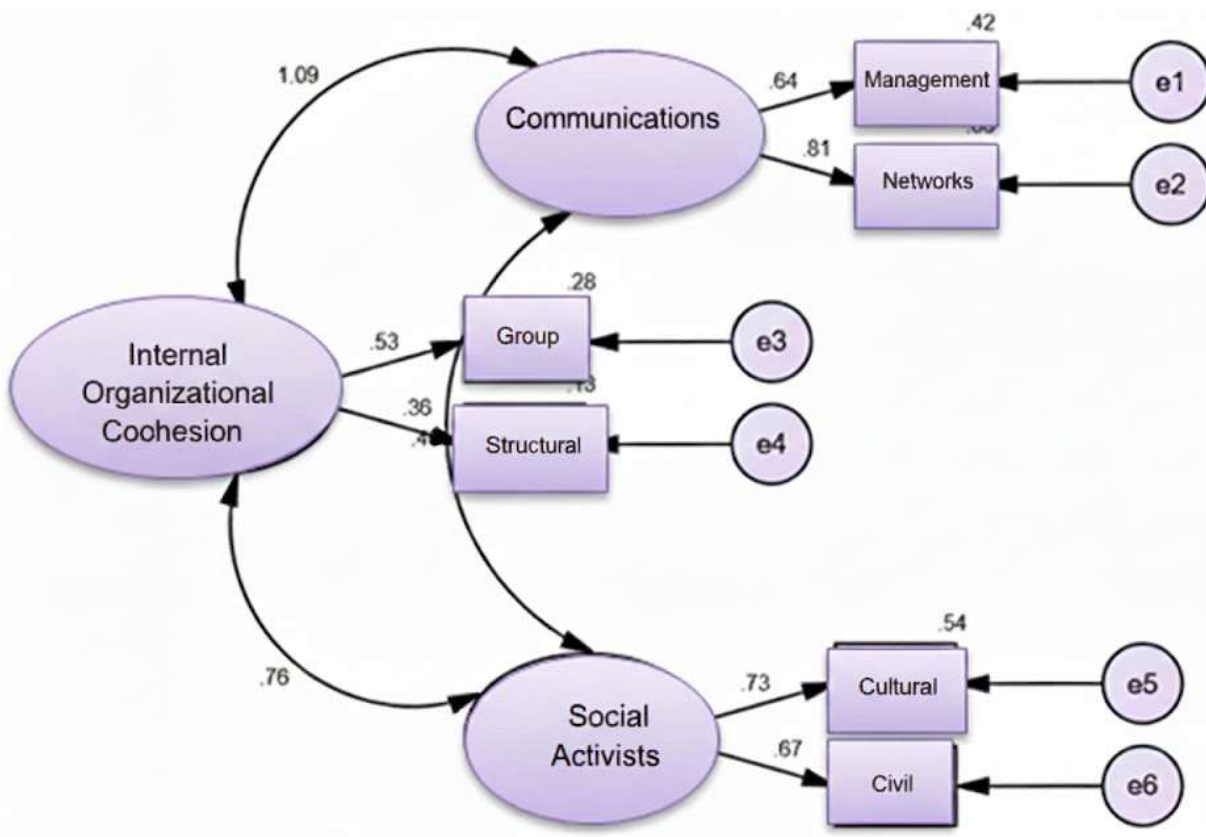 .42
1.09
Management
e1
.64
Communications
.81
Networks
e2
.28
.53
Group
e3
Internal
Organizational
Coohesion
.36
Structural
e4
.54
.76
.73
Cultural
e5
Social
Activists
.67
Civil
e6